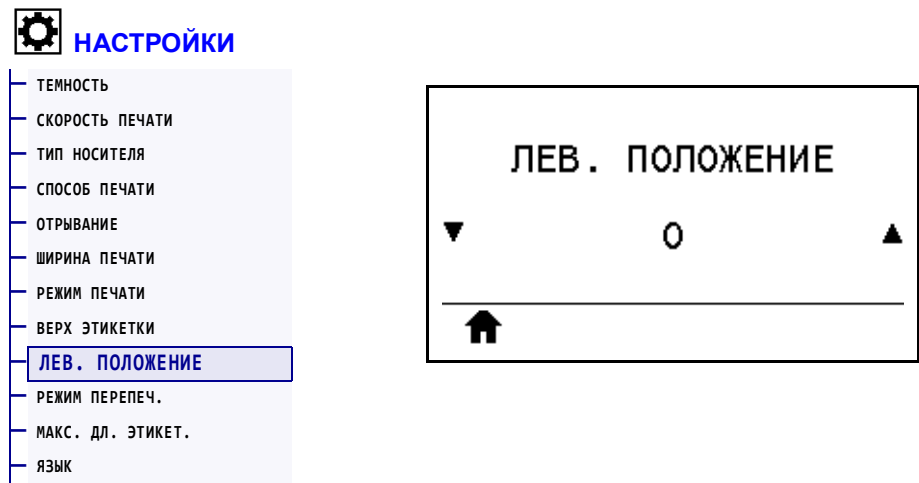 НАСТРОЙКИ
ТЕМНОСТЬ
СКОРОСТЬ ПЕЧАТИ
ТИП НОСИТЕЛЯ
СПОСОБ ПЕЧАТИ
ОТРЫВАНИЕ
ШИРИНА ПЕЧАТИ
РЕЖИМ ПЕЧАТИ
ВЕРХ ЭТИКЕТКИ
ЛЕВ. ПОЛОЖЕНИЕ
РЕЖИМ ПЕРЕПЕЧ.
МАКС. ДЛ. ЭТИКЕТ.
ЯЗЫК
ЛЕВ. ПОЛОЖЕНИЕ
▼ 0 ▲